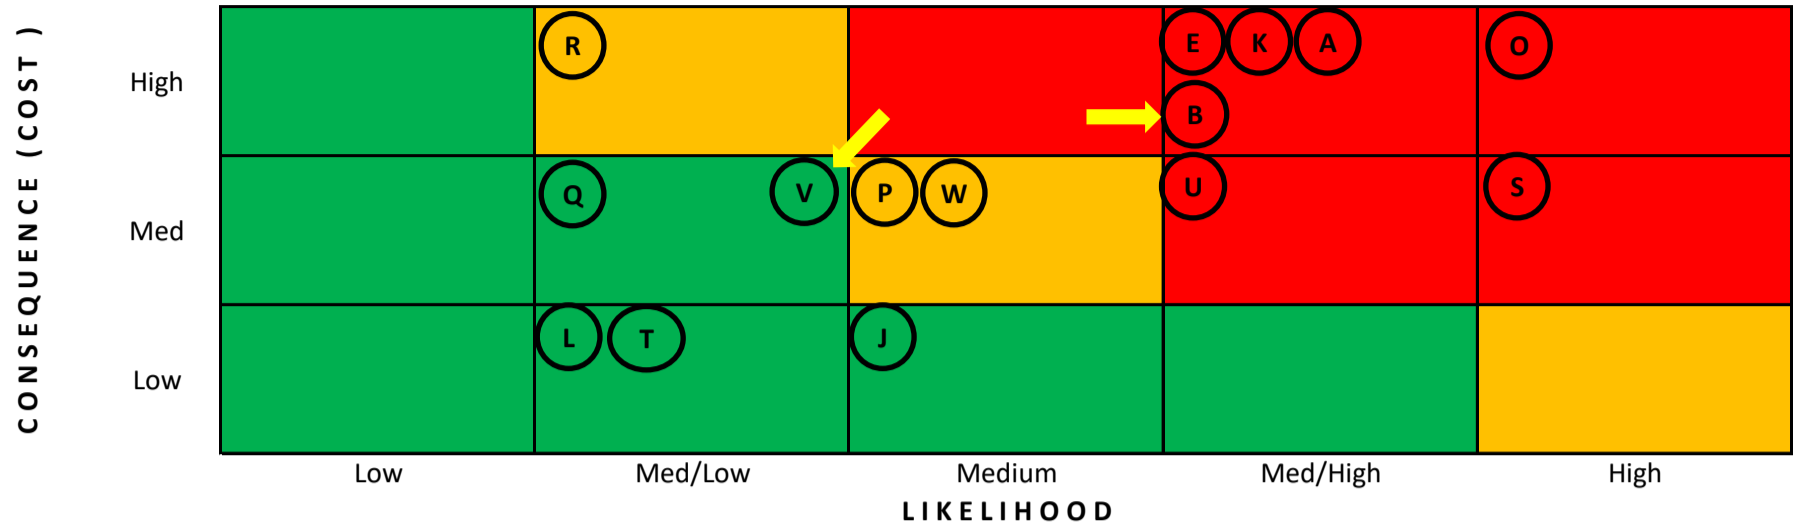 CONSEQUENCE (COST )
High
R
E K A
O
B
Med
Q
V
P W
U
S
Low
L T
J
Low Med/Low Medium Med/High High
LIKELIHOOD